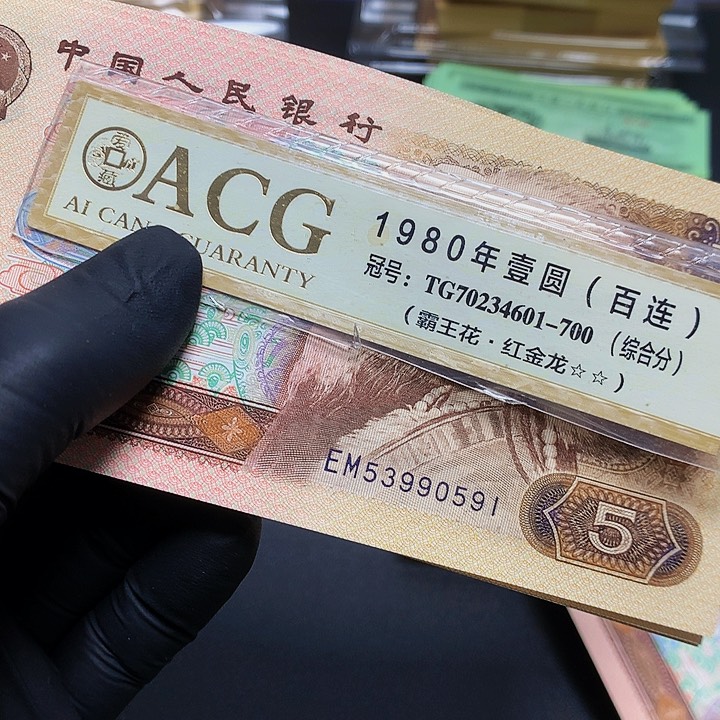 中国人民银行
ACG
AI CANG GUARANTY
1980年壹圆（百连）
冠号：TG70234601-700（综合分）
（霸王花·红金龙☆☆）
EM53990591
5